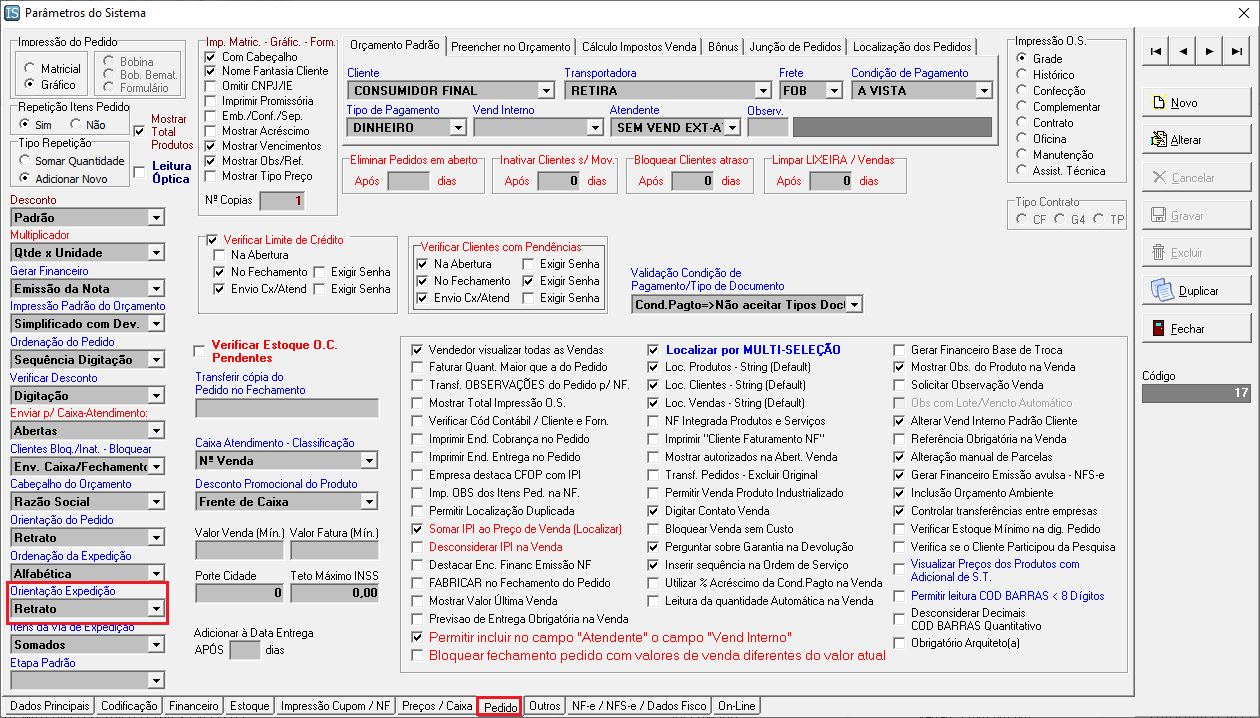 Parâmetros do Sistema
Impressão do Pedido
Matricial
Gráfico
Bobina
Bob. Bemat.
Formulário
Repetição Itens Pedido
Sim
Não
Tipo Repetição
Somar Quantidade
Adicionar Novo
Mostrar
Total
Produtos
Leitura
Óptica
Imp. Matric. - Gráfic. - Form.
Com Cabeçalho
Nome Fantasia Cliente
Omitir CNPJ/IE
Imprimir Promissória
Emb./Conf./Sep.
Mostrar Acréscimo
Mostrar Vencimentos
Mostrar Obs/Ref.
Mostrar Tipo Preço
Nº Copias
1
Orçamento Padrão
Preencher no Orçamento
Cálculo Impostos Venda
Bônus
Junção de Pedidos
Localização dos Pedidos
Cliente
CONSUMIDOR FINAL
Transportadora
RETIRA
Frete
FOB
Condição de Pagamento
A VISTA
Tipo de Pagamento
DINHEIRO
Vend Interno
Atendente
SEM VEND EXT-A
Observ.
Eliminar Pedidos em aberto
Após
dias
Inativar Clientes s/ Mov.
Após
0
dias
Bloquear Clientes atraso
Após
0
dias
Limpar LIXEIRA / Vendas
Após
0
dias
Impressão O.S.
Grade
Histórico
Confecção
Complementar
Contrato
Oficina
Manutenção
Assist. Técnica
Tipo Contrato
CF
G4
TP
Novo
Alterar
Cancelar
Gravar
Excluir
Duplicar
Fechar
Código
17
Desconto
Padrão
Multiplicador
Qtde x Unidade
Gerar Financeiro
Emissão da Nota
Impressão Padrão do Orçamento
Simplificado com Dev.
Ordenação do Pedido
Sequência Digitação
Verificar Desconto
Digitação
Enviar p/ Caixa-Atendimento:
Abertas
Clientes Bloq./Inat. - Bloquear
Env. Caixa/Fechamento
Cabeçalho do Orçamento
Razão Social
Orientação do Pedido
Retrato
Ordenação da Expedição
Alfabética
Orientação Expedição
Retrato
Itens da Via de Expedição
Somados
Etapa Padrão
Verificar Limite de Crédito
Na Abertura
No Fechamento
Exigir Senha
Envio Cx/Atend
Exigir Senha
Verificar Clientes com Pendências
Na Abertura
Exigir Senha
No Fechamento
Exigir Senha
Envio Cx/Atend
Exigir Senha
Validação Condição de
Pagamento/Tipo de Documento
Cond.Pagto=>Não aceitar Tipos Doc
Verificar Estoque O.C.
Pendentes
Transferir cópia do
Pedido no Fechamento
Caixa Atendimento - Classificação
Nº Venda
Desconto Promocional do Produto
Frente de Caixa
Valor Venda (Mín.)
Valor Fatura (Mín.)
Porte Cidade
0
Teto Máximo INSS
0,00
Adicionar à Data Entrega
APÓS
dias
Vendedor visualizar todas as Vendas
Faturar Quant. Maior que a do Pedido
Transf. OBSERVAÇÕES do Pedido p/ NF.
Mostrar Total Impressão O.S.
Verificar Cód Contábil / Cliente e Forn.
Imprimir End. Cobrança no Pedido
Imprimir End. Entrega no Pedido
Empresa destaca CFOP com IPI
Imp. OBS dos Itens Ped. na NF.
Permitir Localização Duplicada
Somar IPI ao Preço de Venda (Localizar)
Desconsiderar IPI na Venda
Destacar Enc. Financ Emissão NF
FABRICAR no Fechamento do Pedido
Mostrar Valor Última Venda
Previsao de Entrega Obrigatória na Venda
Permitir incluir no campo "Atendente" o campo "Vend Interno"
Bloquear fechamento pedido com valores de venda diferentes do valor atual
Localizar por MULTI-SELEÇÃO
Loc. Produtos - String (Default)
Loc. Clientes - String (Default)
Loc. Vendas - String (Default)
NF Integrada Produtos e Serviços
Imprimir "Cliente Faturamento NF"
Mostrar autorizados na Abert. Venda
Transf. Pedidos - Excluir Original
Permitir Venda Produto Industrializado
Digitar Contato Venda
Bloquear Venda sem Custo
Perguntar sobre Garantia na Devolução
Inserir sequência na Ordem de Serviço
Utilizar % Acréscimo da Cond.Pagto na Venda
Leitura da quantidade Automática na Venda
Gerar Financeiro Base de Troca
Mostrar Obs. do Produto na Venda
Solicitar Observação Venda
Obs com Lote/Vencto Automático
Alterar Vend Interno Padrão Cliente
Referência Obrigatória na Venda
Alteração manual de Parcelas
Gerar Financeiro Emissão avulsa - NFS-e
Inclusão Orçamento Ambiente
Controlar transferências entre empresas
Verificar Estoque Mínimo na dig. Pedido
Verifica se o Cliente Participou da Pesquisa
Visualizar Preços dos Produtos com
Adicional de S.T.
Permitir leitura COD BARRAS < 8 Dígitos
Desconsiderar Decimais
COD BARRAS Quantitativo
Obrigatório Arquiteto(a)
Dados Principais
Codificação
Financeiro
Estoque
Impressão Cupom / NF
Preços / Caixa
Pedido
Outros
NF-e / NFS-e / Dados Fisco
On-Line